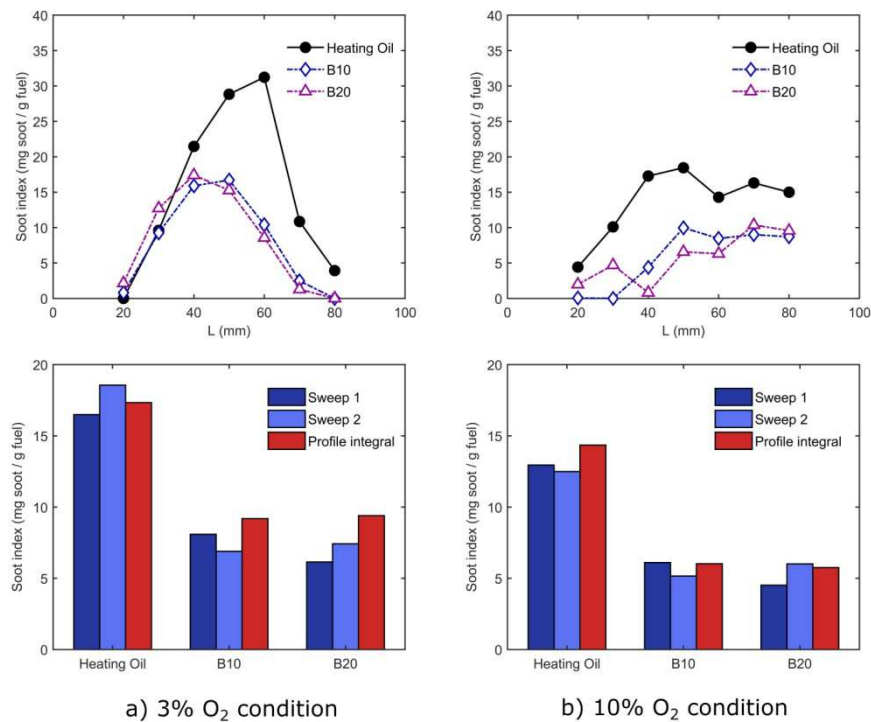 40
35
30
25
20
15
10
5
0
Soot index (mg soot / g fuel)
Heating Oil
B10
B20
0 20 40 60 80 100
L (mm)
40
35
30
25
20
15
10
5
0
Soot index (mg soot / g fuel)
Heating Oil
B10
B20
0 20 40 60 80 100
L (mm)
20
15
10
5
0
Soot index (mg soot / g fuel)
Sweep 1
Sweep 2
Profile integral
Heating Oil B10 B20
a) 3% O₂ condition
20
15
10
5
0
Soot index (mg soot / g fuel)
Sweep 1
Sweep 2
Profile integral
Heating Oil B10 B20
b) 10% O₂ condition